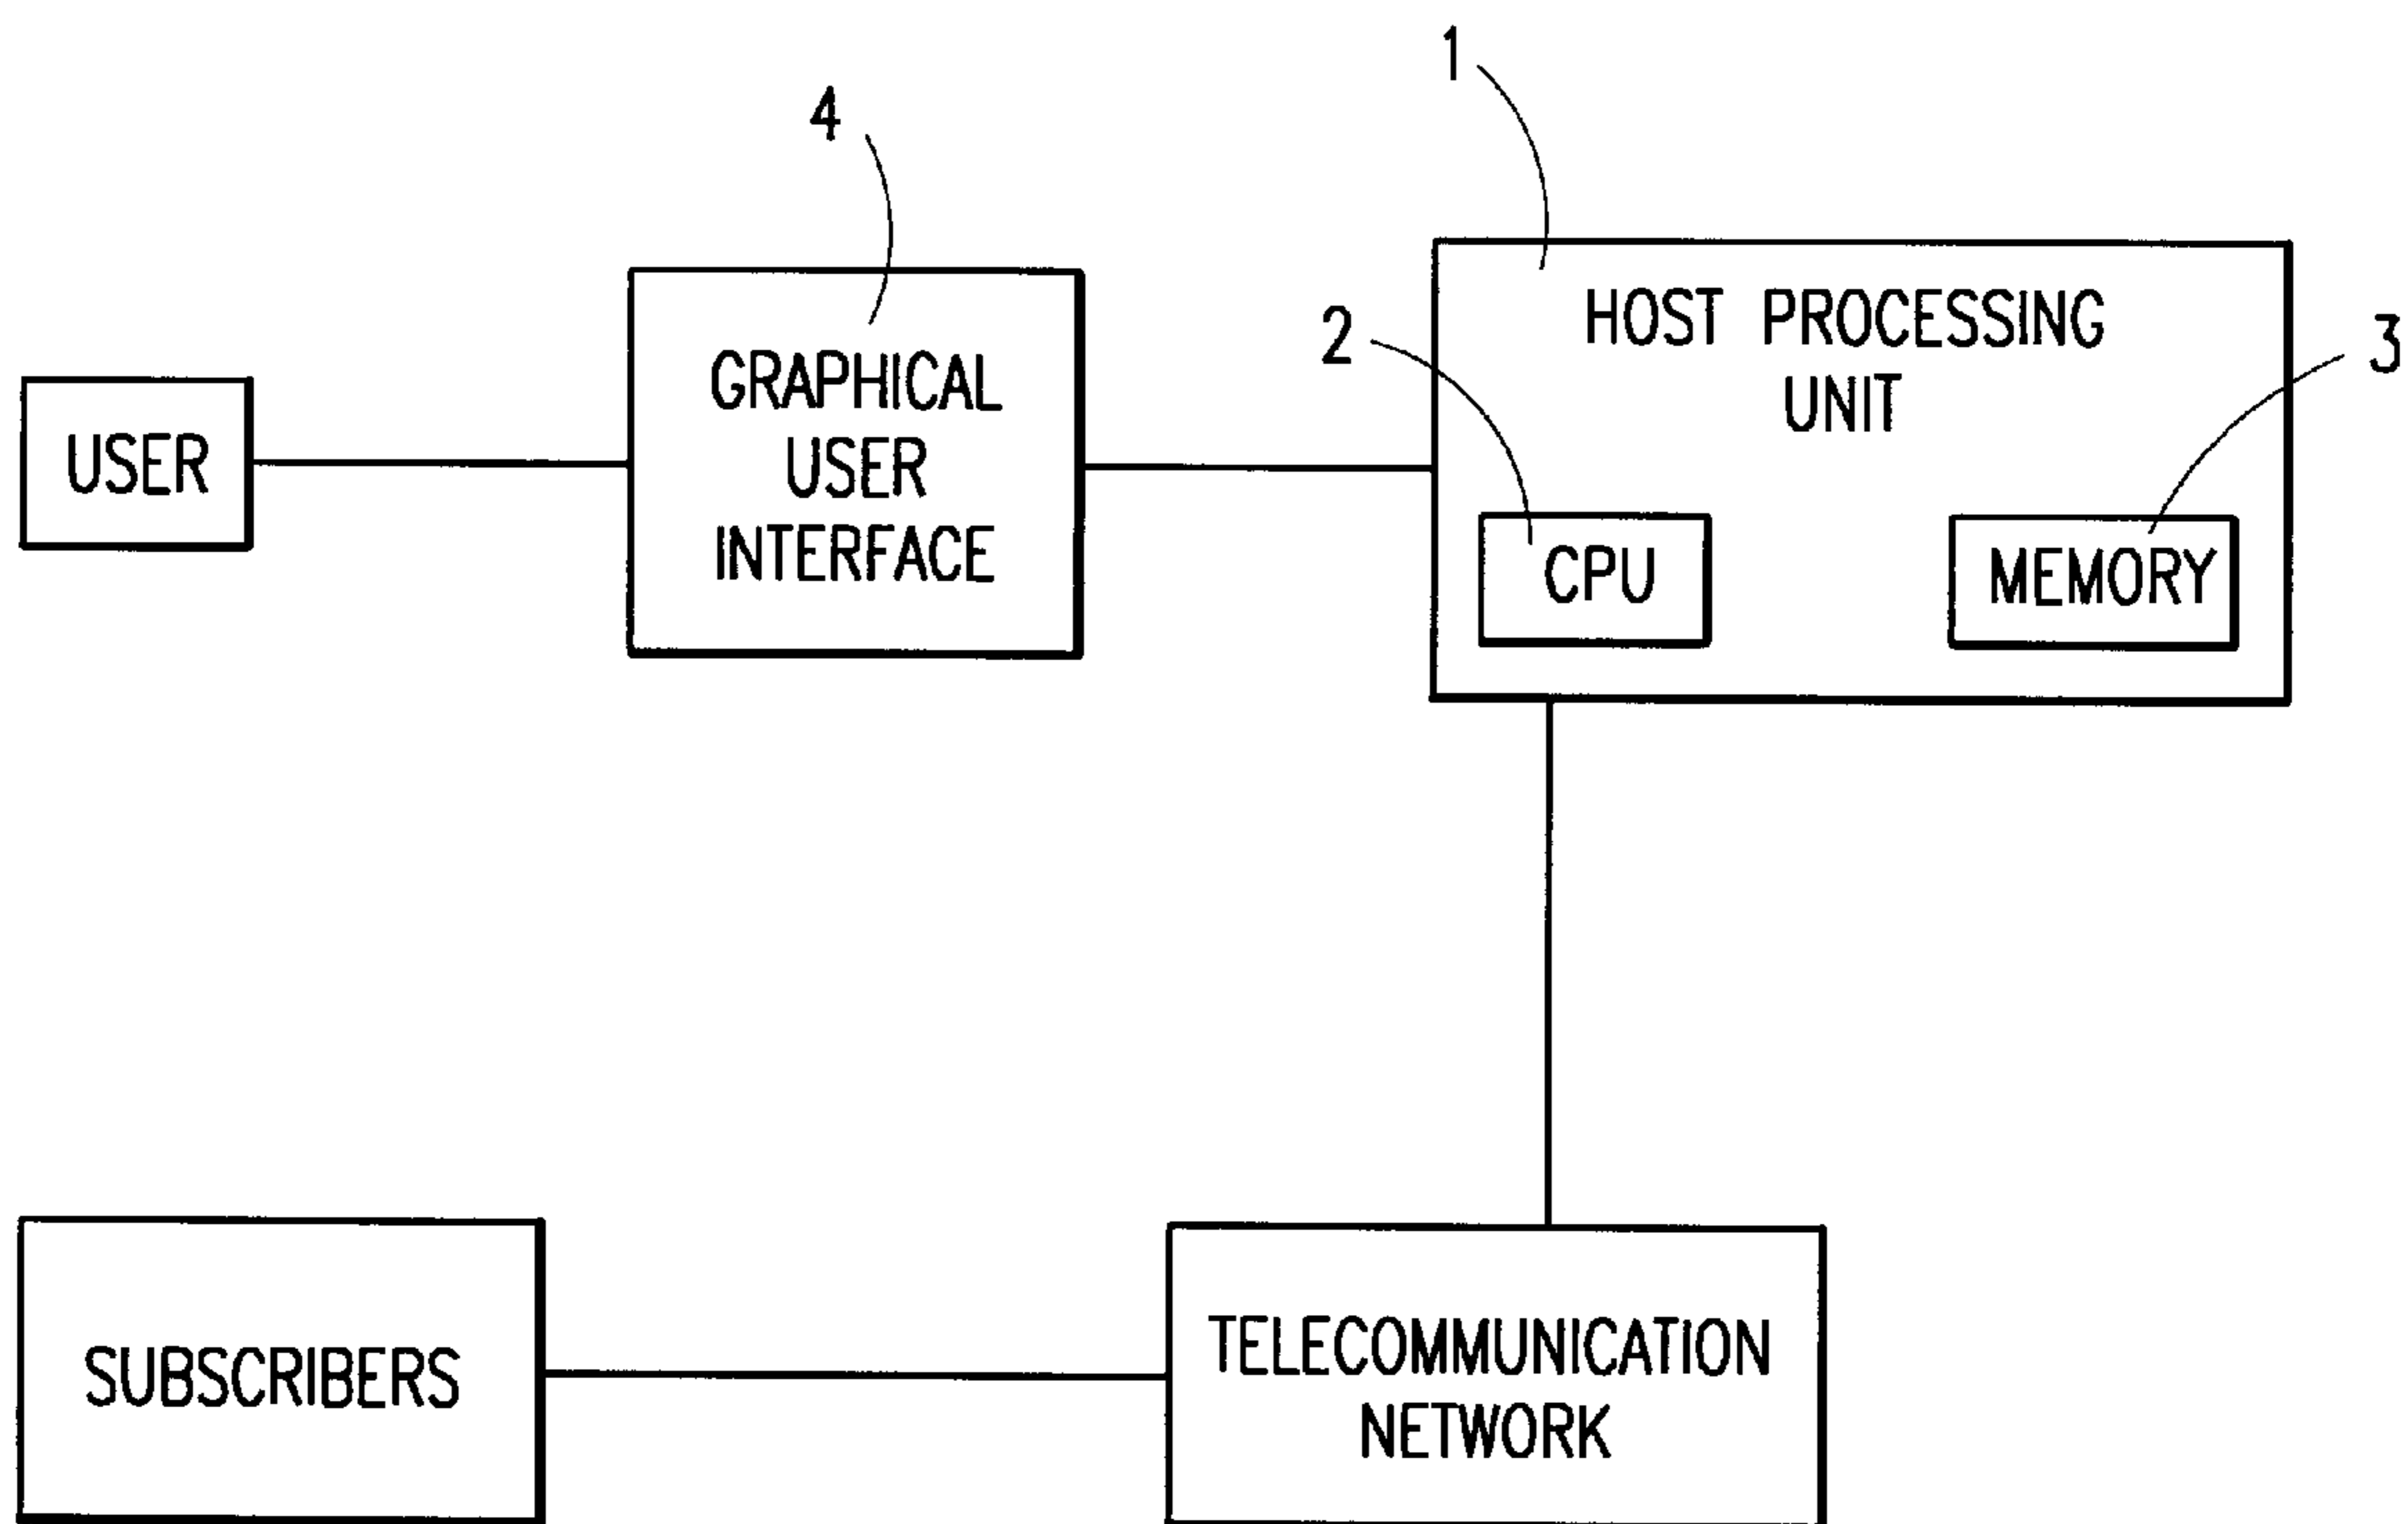 1
4
HOST PROCESSING
UNIT
2
3
GRAPHICAL
USER
INTERFACE
USER
CPU
MEMORY
SUBSCRIBERS
TELECOMMUNICATION
NETWORK